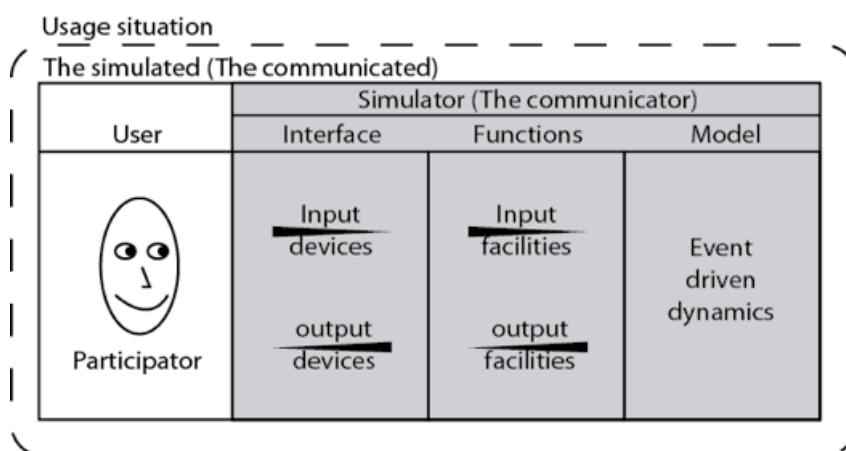 Usage situation
The simulated (The communicated)
Simulator (The communicator)
User
Interface
Functions
Model
Input
devices
Input
facilities
Event
driven
dynamics
output
devices
output
facilities
Participator